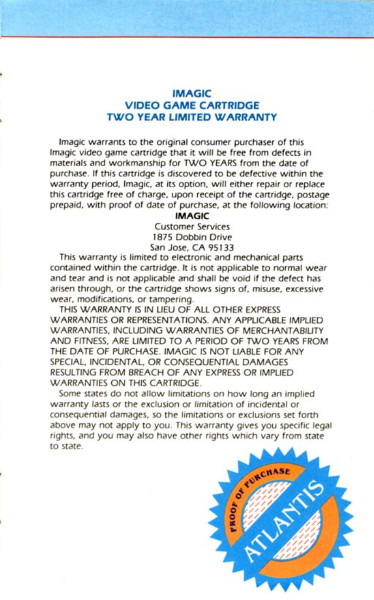 IMAGIC
VIDEO GAME CARTRIDGE
TWO YEAR LIMITED WARRANTY
Imagic warrants to the original consumer purchaser of this
Imagic video game cartridge that it will be free from defects in
materials and workmanship for TWO YEARS from the date of
purchase. If this cartridge is discovered to be defective within the
warranty period, Imagic, at its option, will either repair or replace
this cartridge free of charge, upon receipt of the cartridge, postage
prepaid, with proof of date of purchase, at the following location:
IMAGIC
Customer Services
1875 Dobbin Drive
San Jose, CA 95133
This warranty is limited to electronic and mechanical parts
contained within the cartridge. It is not applicable to normal wear
and tear and is not applicable and shall be void if the defect has
arisen through, or the cartridge shows signs of, misuse, excessive
wear, modifications, or tampering.
THIS WARRANTY IS IN LIEU OF ALL OTHER EXPRESS
WARRANTIES OR REPRESENTATIONS. ANY APPLICABLE IMPLIED
WARRANTIES, INCLUDING WARRANTIES OF MERCHANTABILITY
AND FITNESS, ARE LIMITED TO A PERIOD OF TWO YEARS FROM
THE DATE OF PURCHASE. IMAGIC IS NOT LIABLE FOR ANY
SPECIAL, INCIDENTAL, OR CONSEQUENTIAL DAMAGES
RESULTING FROM BREACH OF ANY EXPRESS OR IMPLIED
WARRANTIES ON THIS CARTRIDGE.
Some states do not allow limitations on how long an implied
warranty lasts or the exclusion or limitation of incidental or
consequential damages, so the limitations or exclusions set forth
above may not apply to you. This warranty gives you specific legal
rights, and you may also have other rights which vary from state
to state.
PROOF OF PURCHASE
ATLANTIS